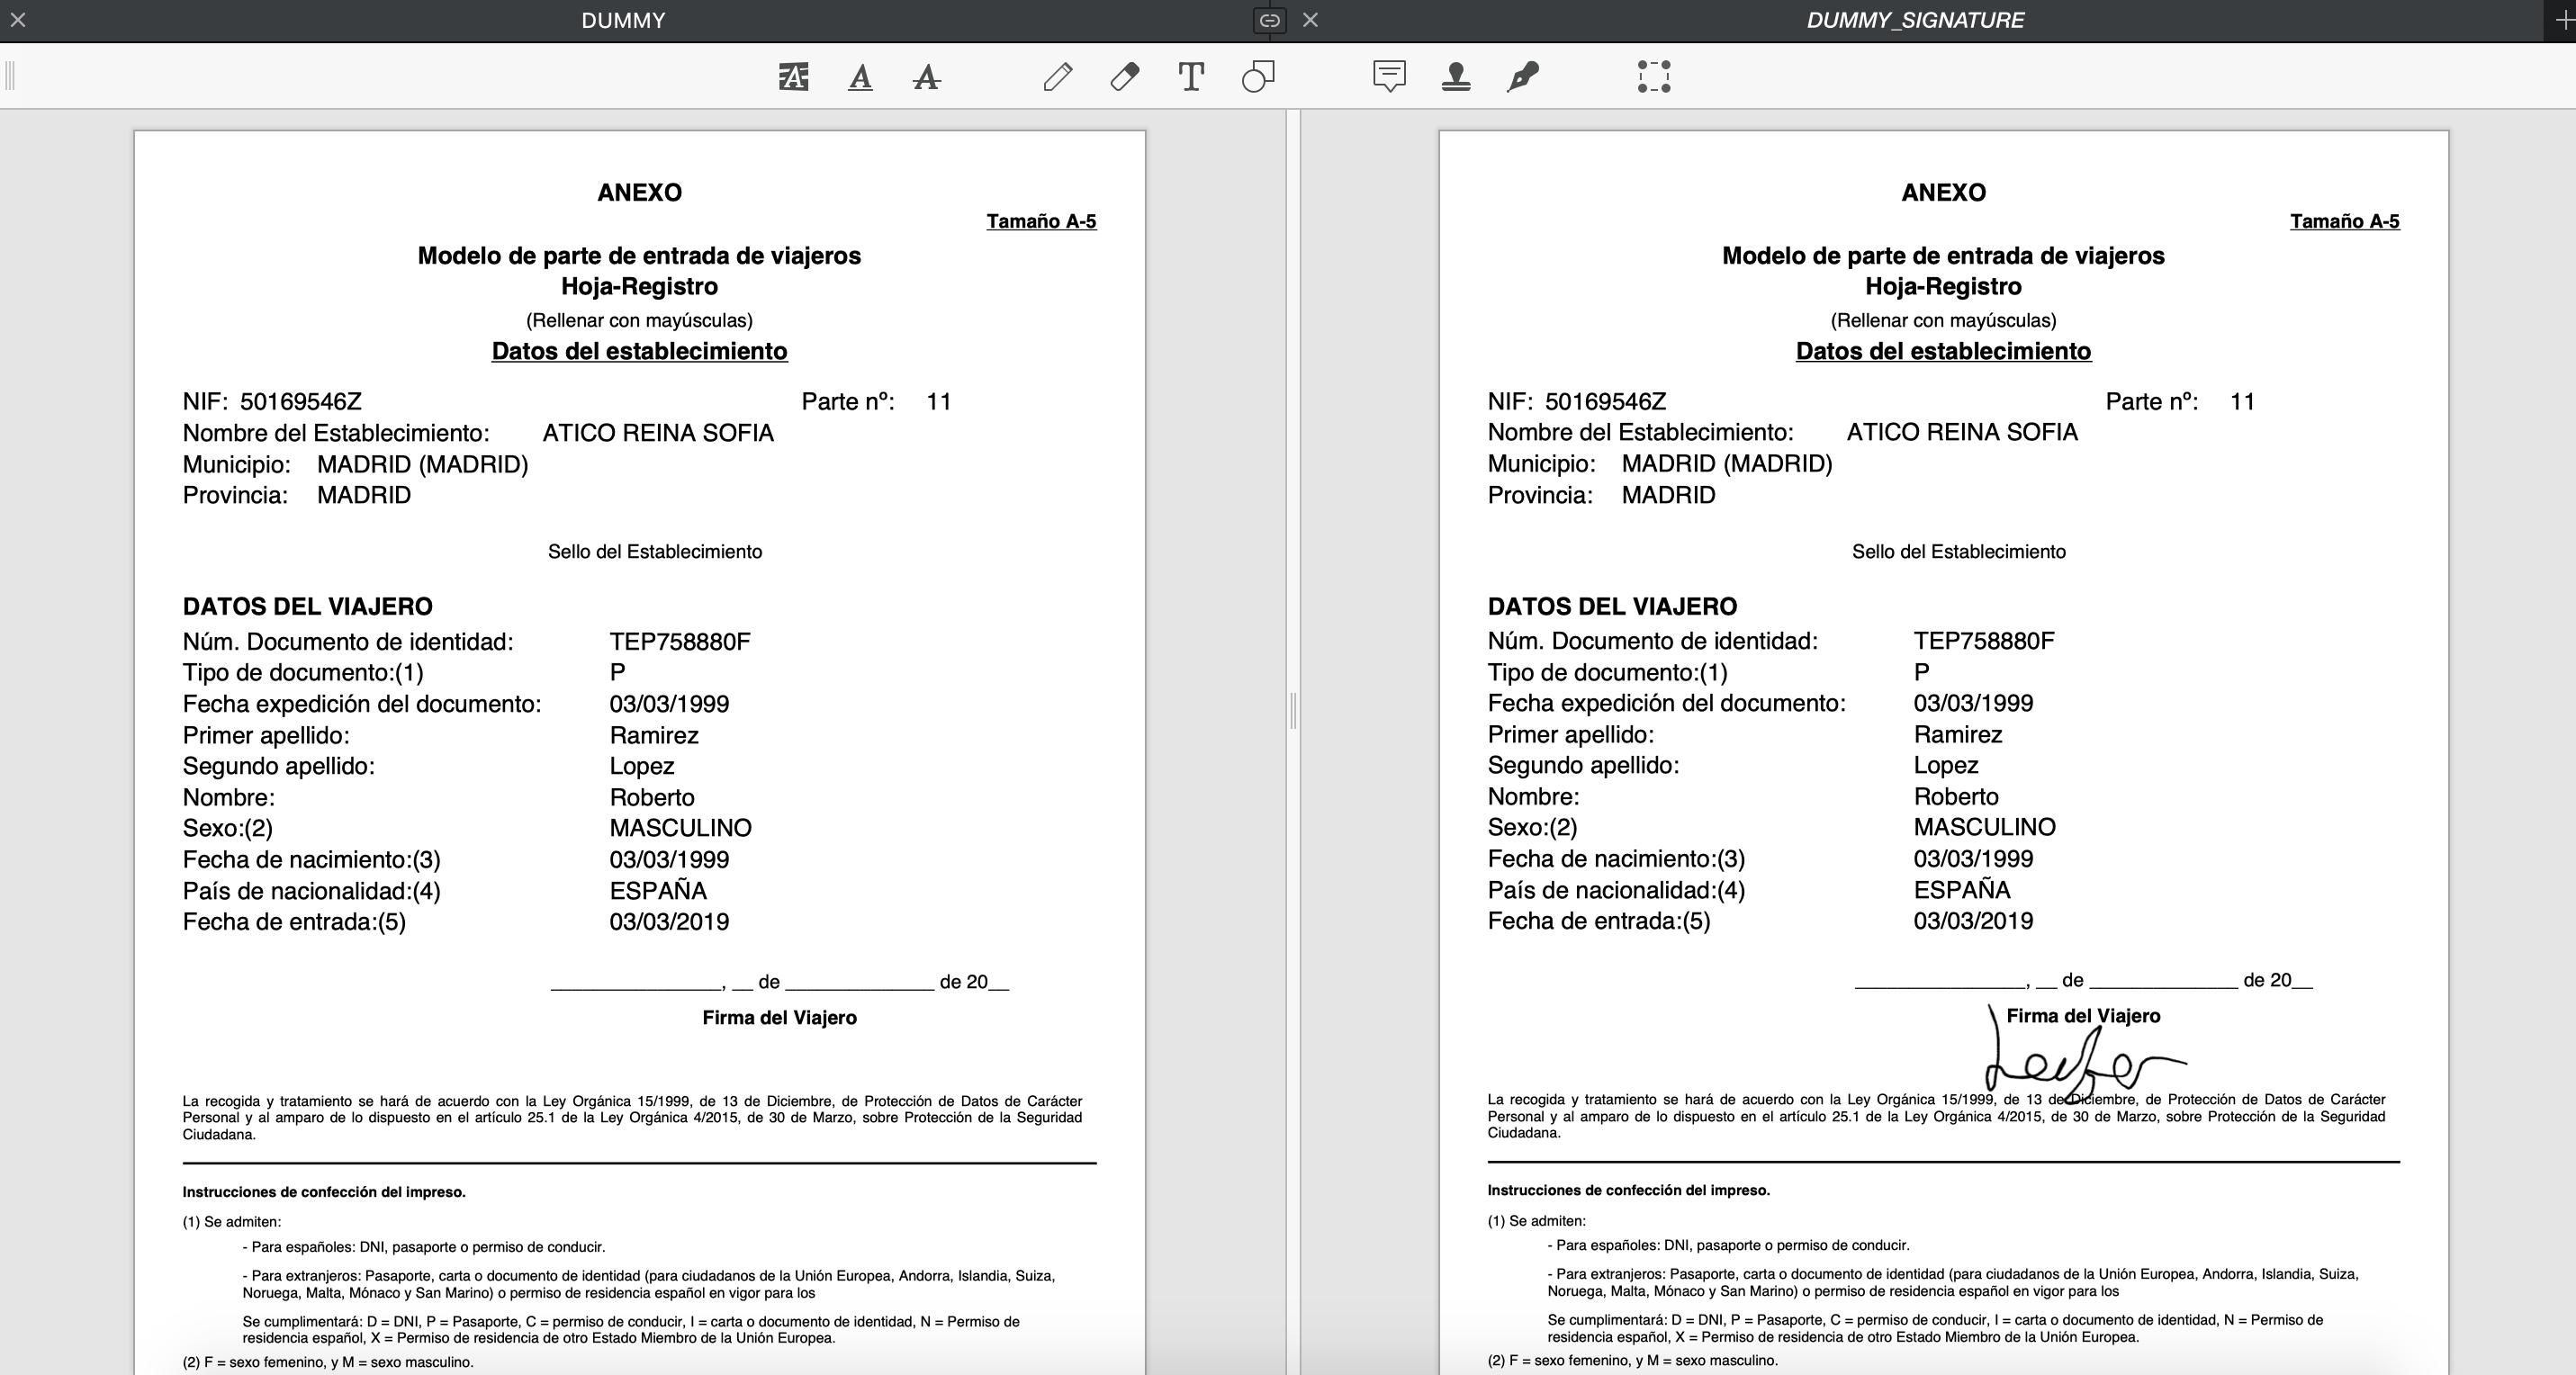 DUMMY
DUMMY_SIGNATURE
ANEXO
Tamaño A-5
Modelo de parte de entrada de viajeros
Hoja-Registro
(Rellenar con mayúsculas)
Datos del establecimiento
NIF: 50169546Z Parte nº: 11
Nombre del Establecimiento: ATICO REINA SOFIA
Municipio: MADRID (MADRID)
Provincia: MADRID
Sello del Establecimiento
DATOS DEL VIAJERO
Núm. Documento de identidad: TEP758880F
Tipo de documento:(1) P
Fecha expedición del documento: 03/03/1999
Primer apellido: Ramirez
Segundo apellido: Lopez
Nombre: Roberto
Sexo:(2) MASCULINO
Fecha de nacimiento:(3) 03/03/1999
País de nacionalidad:(4) ESPAÑA
Fecha de entrada:(5) 03/03/2019
________________, __ de ______________ de 20__
Firma del Viajero
La recogida y tratamiento se hará de acuerdo con la Ley Orgánica 15/1999, de 13 de Diciembre, de Protección de Datos de Carácter
Personal y al amparo de lo dispuesto en el artículo 25.1 de la Ley Orgánica 4/2015, de 30 de Marzo, sobre Protección de la Seguridad
Ciudadana.
Instrucciones de confección del impreso.
(1) Se admiten:
- Para españoles: DNI, pasaporte o permiso de conducir.
- Para extranjeros: Pasaporte, carta o documento de identidad (para ciudadanos de la Unión Europea, Andorra, Islandia, Suiza,
Noruega, Malta, Mónaco y San Marino) o permiso de residencia español en vigor para los
Se cumplimentará: D = DNI, P = Pasaporte, C = permiso de conducir, I = carta o documento de identidad, N = Permiso de
residencia español, X = Permiso de residencia de otro Estado Miembro de la Unión Europea.
(2) F = sexo femenino, y M = sexo masculino.
ANEXO
Tamaño A-5
Modelo de parte de entrada de viajeros
Hoja-Registro
(Rellenar con mayúsculas)
Datos del establecimiento
NIF: 50169546Z Parte nº: 11
Nombre del Establecimiento: ATICO REINA SOFIA
Municipio: MADRID (MADRID)
Provincia: MADRID
Sello del Establecimiento
DATOS DEL VIAJERO
Núm. Documento de identidad: TEP758880F
Tipo de documento:(1) P
Fecha expedición del documento: 03/03/1999
Primer apellido: Ramirez
Segundo apellido: Lopez
Nombre: Roberto
Sexo:(2) MASCULINO
Fecha de nacimiento:(3) 03/03/1999
País de nacionalidad:(4) ESPAÑA
Fecha de entrada:(5) 03/03/2019
________________, __ de ______________ de 20__
Firma del Viajero
La recogida y tratamiento se hará de acuerdo con la Ley Orgánica 15/1999, de 13 de Diciembre, de Protección de Datos de Carácter
Personal y al amparo de lo dispuesto en el artículo 25.1 de la Ley Orgánica 4/2015, de 30 de Marzo, sobre Protección de la Seguridad
Ciudadana.
Instrucciones de confección del impreso.
(1) Se admiten:
- Para españoles: DNI, pasaporte o permiso de conducir.
- Para extranjeros: Pasaporte, carta o documento de identidad (para ciudadanos de la Unión Europea, Andorra, Islandia, Suiza,
Noruega, Malta, Mónaco y San Marino) o permiso de residencia español en vigor para los
Se cumplimentará: D = DNI, P = Pasaporte, C = permiso de conducir, I = carta o documento de identidad, N = Permiso de
residencia español, X = Permiso de residencia de otro Estado Miembro de la Unión Europea.
(2) F = sexo femenino, y M = sexo masculino.